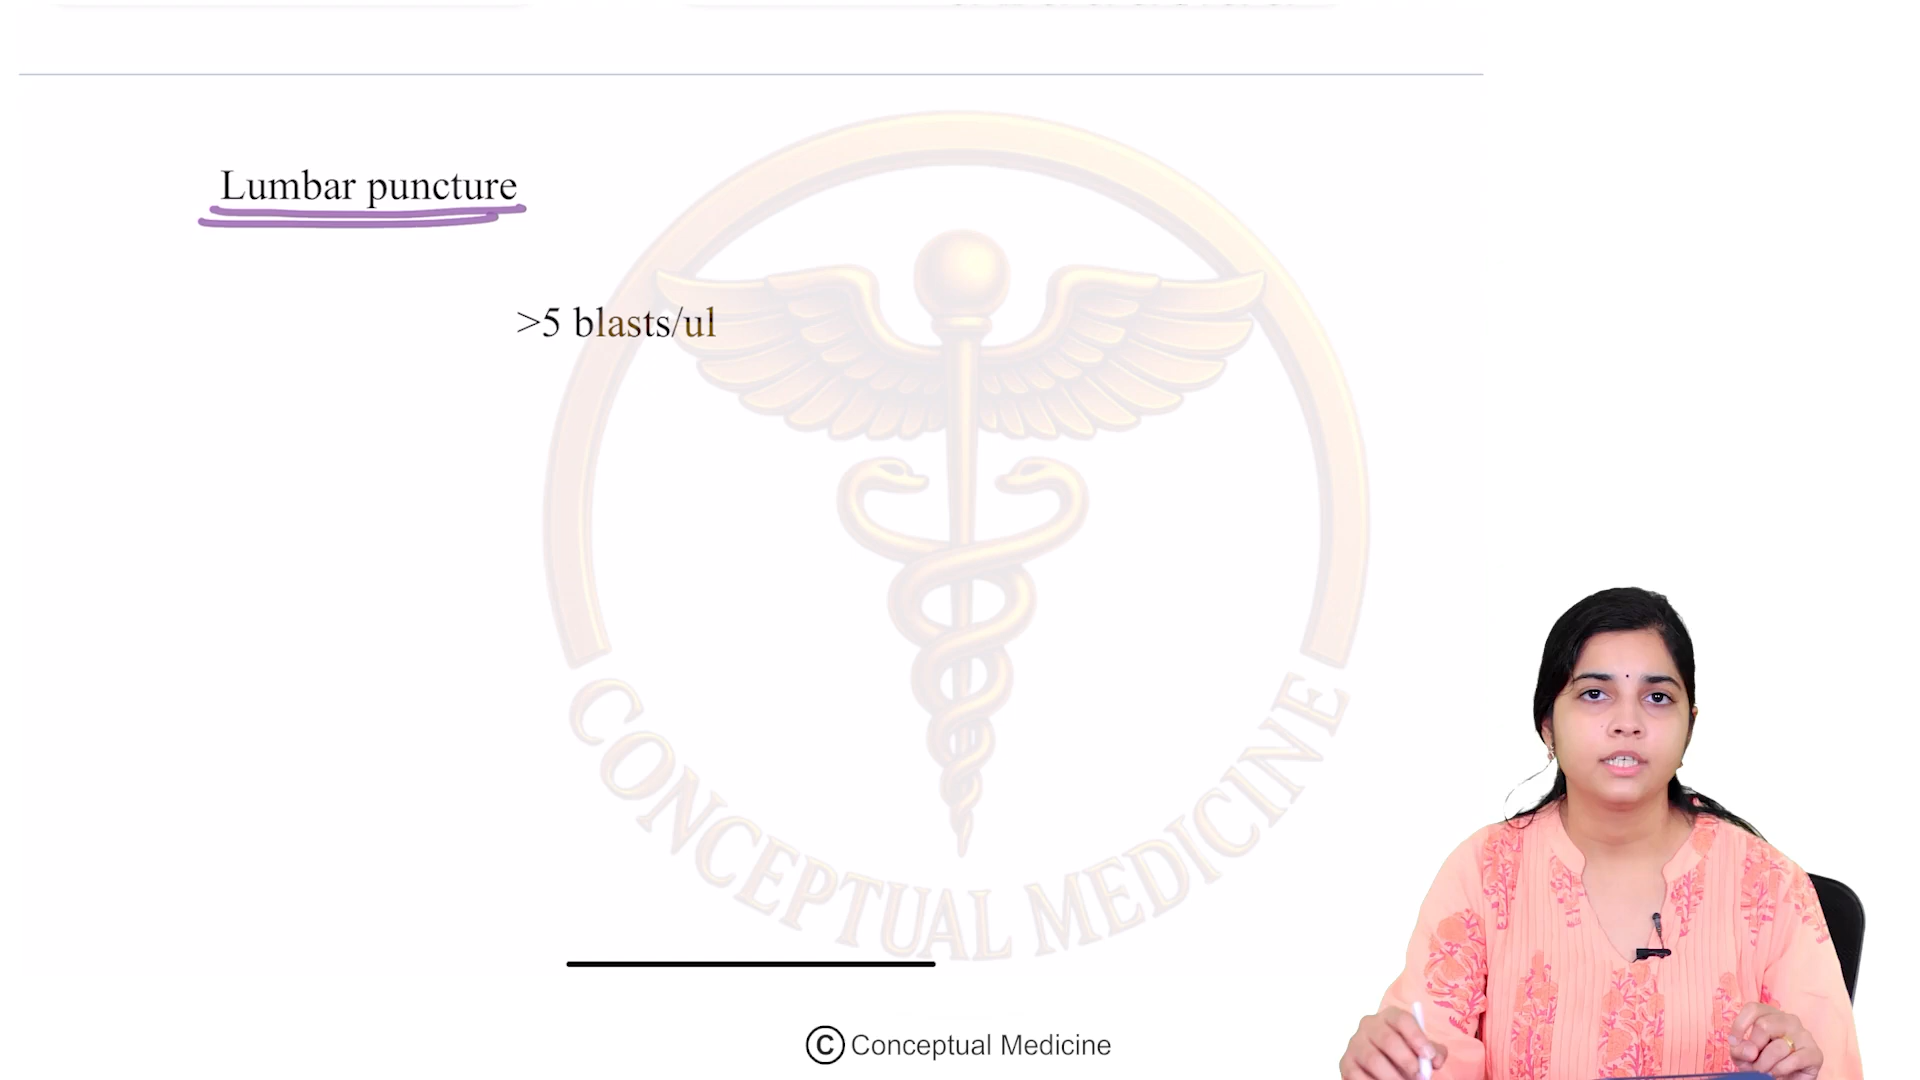 Lumbar puncture
>5 blasts/ul
CONCEPTUAL MEDICINE
© Conceptual Medicine